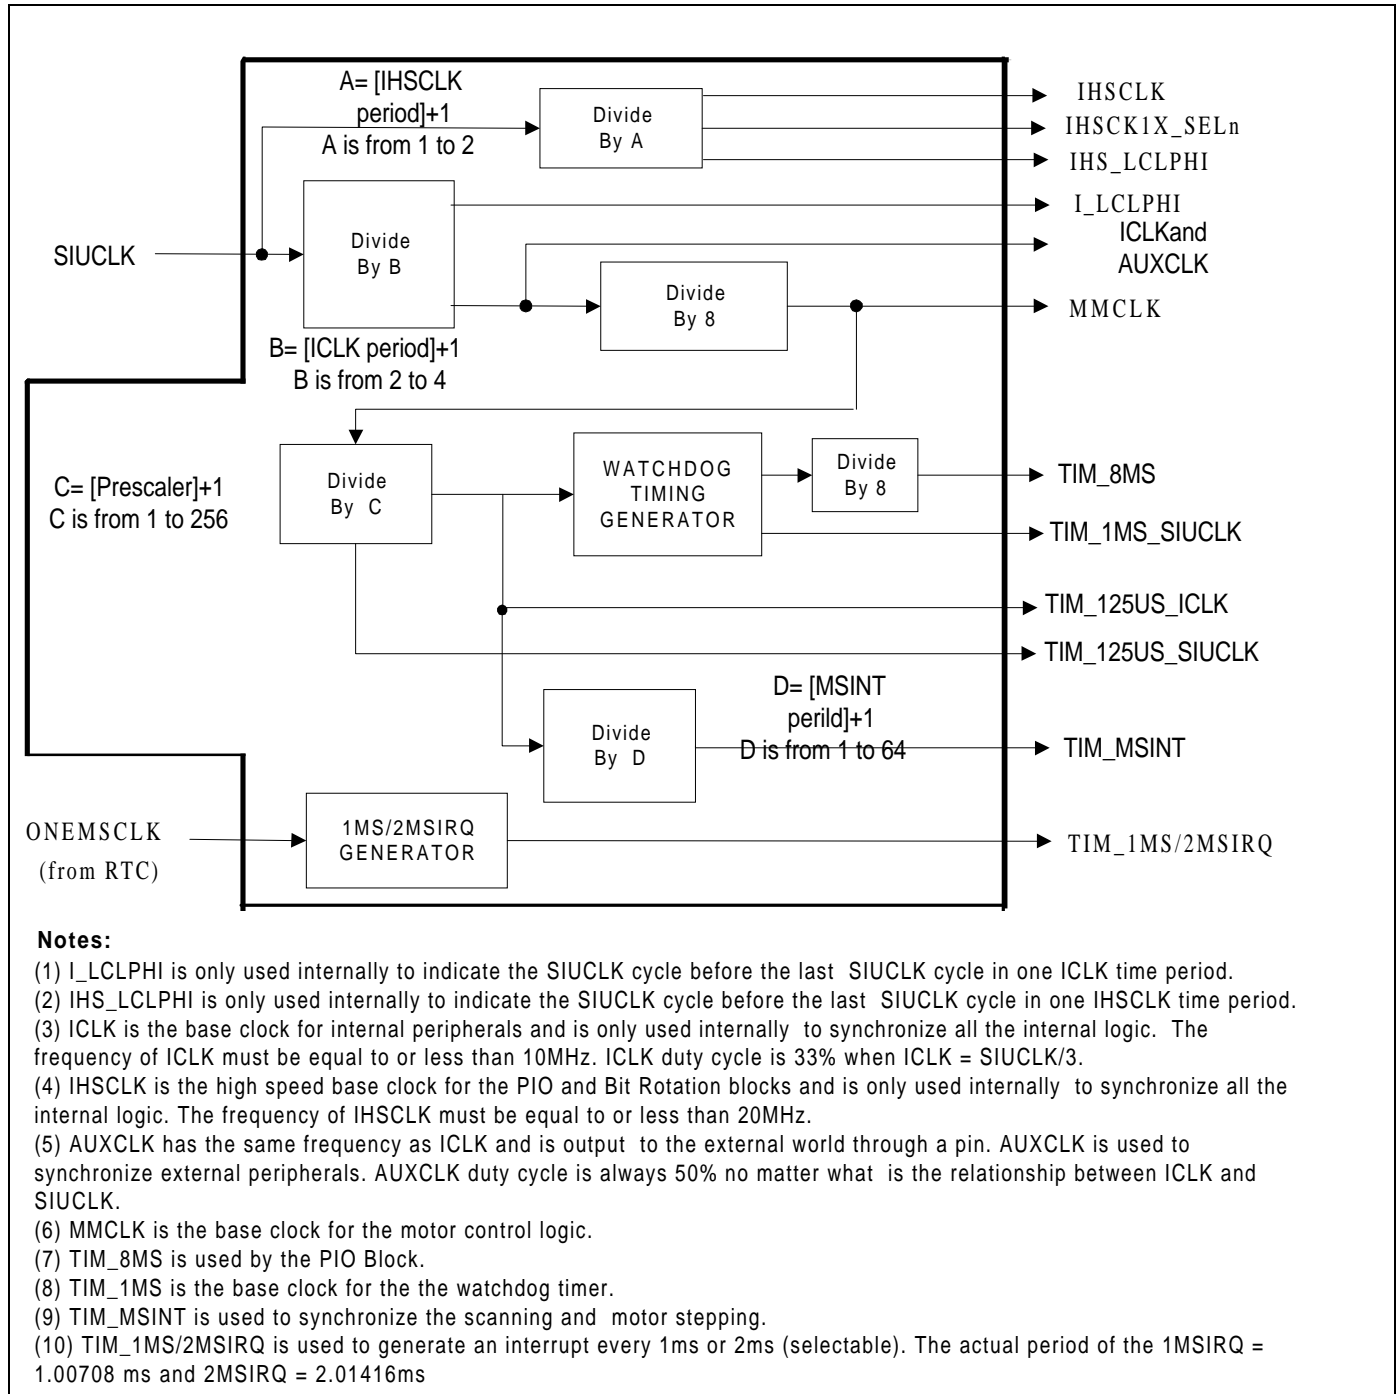 A= [IHSCLK
period]+1
A is from 1 to 2
Divide
By A
IHSCLK
IHSCK1X_SELn
IHS_LCLPHI
I_LCLPHI
ICLKand
AUXCLK
SIUCLK
Divide
By B
Divide
By 8
MMCLK
B= [ICLK period]+1
B is from 2 to 4
C= [Prescaler]+1
C is from 1 to 256
Divide
By C
WATCHDOG
TIMING
GENERATOR
Divide
By 8
TIM_8MS
TIM_1MS_SIUCLK
TIM_125US_ICLK
TIM_125US_SIUCLK
D= [MSINT
perild]+1
D is from 1 to 64
Divide
By D
TIM_MSINT
ONEMSCLK
(from RTC)
1MS/2MSIRQ
GENERATOR
TIM_1MS/2MSIRQ
Notes:
(1) I_LCLPHI is only used internally to indicate the SIUCLK cycle before the last SIUCLK cycle in one ICLK time period.
(2) IHS_LCLPHI is only used internally to indicate the SIUCLK cycle before the last SIUCLK cycle in one IHSCLK time period.
(3) ICLK is the base clock for internal peripherals and is only used internally to synchronize all the internal logic. The
frequency of ICLK must be equal to or less than 10MHz. ICLK duty cycle is 33% when ICLK = SIUCLK/3.
(4) IHSCLK is the high speed base clock for the PIO and Bit Rotation blocks and is only used internally to synchronize all the
internal logic. The frequency of IHSCLK must be equal to or less than 20MHz.
(5) AUXCLK has the same frequency as ICLK and is output to the external world through a pin. AUXCLK is used to
synchronize external peripherals. AUXCLK duty cycle is always 50% no matter what is the relationship between ICLK and
SIUCLK.
(6) MMCLK is the base clock for the motor control logic.
(7) TIM_8MS is used by the PIO Block.
(8) TIM_1MS is the base clock for the the watchdog timer.
(9) TIM_MSINT is used to synchronize the scanning and motor stepping.
(10) TIM_1MS/2MSIRQ is used to generate an interrupt every 1ms or 2ms (selectable). The actual period of the 1MSIRQ =
1.00708 ms and 2MSIRQ = 2.01416ms